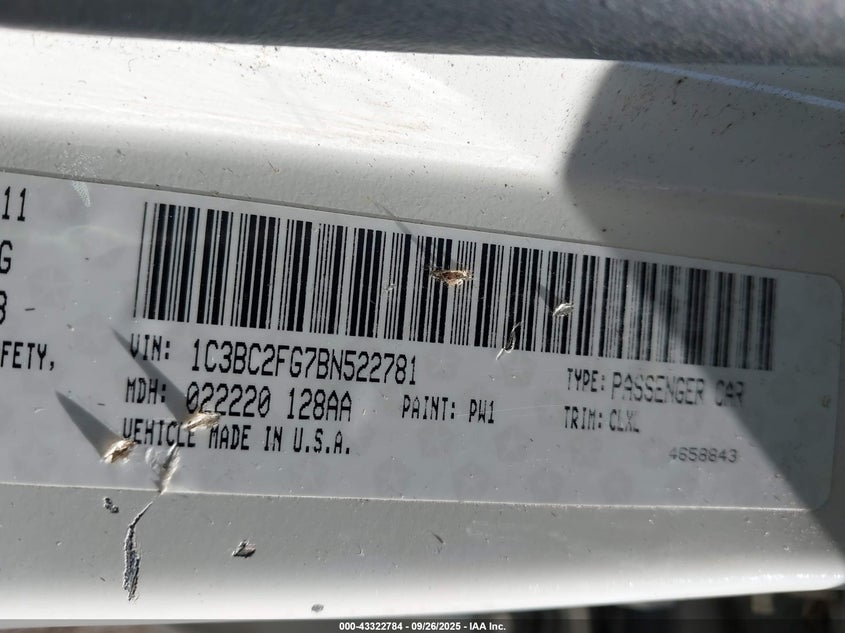 11
G
8
FETY,
VIN: 1C3BC2FG7BN522781
TYPE: PASSENGER CAR
MDH: 022220 128AA
PAINT: PW1
TRIM: CLXL
VEHICLE MADE IN U.S.A.
4658843
000-43322784 - 09/26/2025 - IAA Inc.